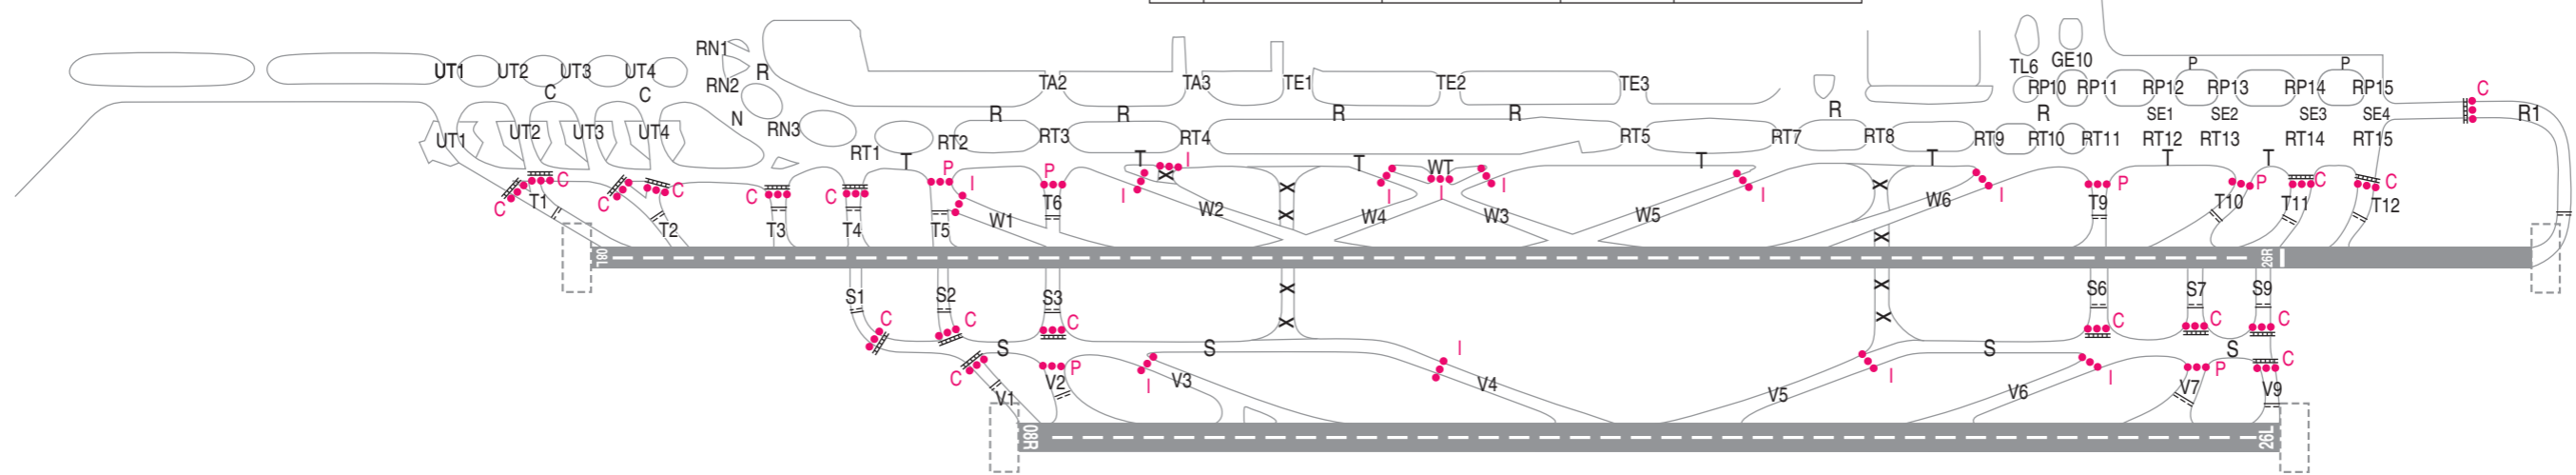 RN1
UT1 UT2 UT3 UT4 R TL6 GE10 P P
RN2 TA2 TA3 TE1 TE2 TE3 RP10 RP11 RP12 RP13 RP14 RP15 C
C C
N RN3 R R R R R R SE1 SE2 SE3 SE4 R1
UT1 UT2 UT3 UT4 RT1 RT2 RT3 RT4 RT5 RT7 RT8 RT9 RT10 RT11 RT12 RT13 RT14 RT15
T T T WT T T T T
C C C C C C P I P I I X I I I I I P P C C
T1 T2 T3 T4 T5 W1 T6 W2 X X W4 W3 W5 X W6 X T9 T10 T11 T12
08L 26R
S1 S2 S3 X X X X S6 S7 S9
C C C C C C
S S S S
C V1 V2 P I V3 I V4 V5 I V6 I V7 P V9 C
08R 26L